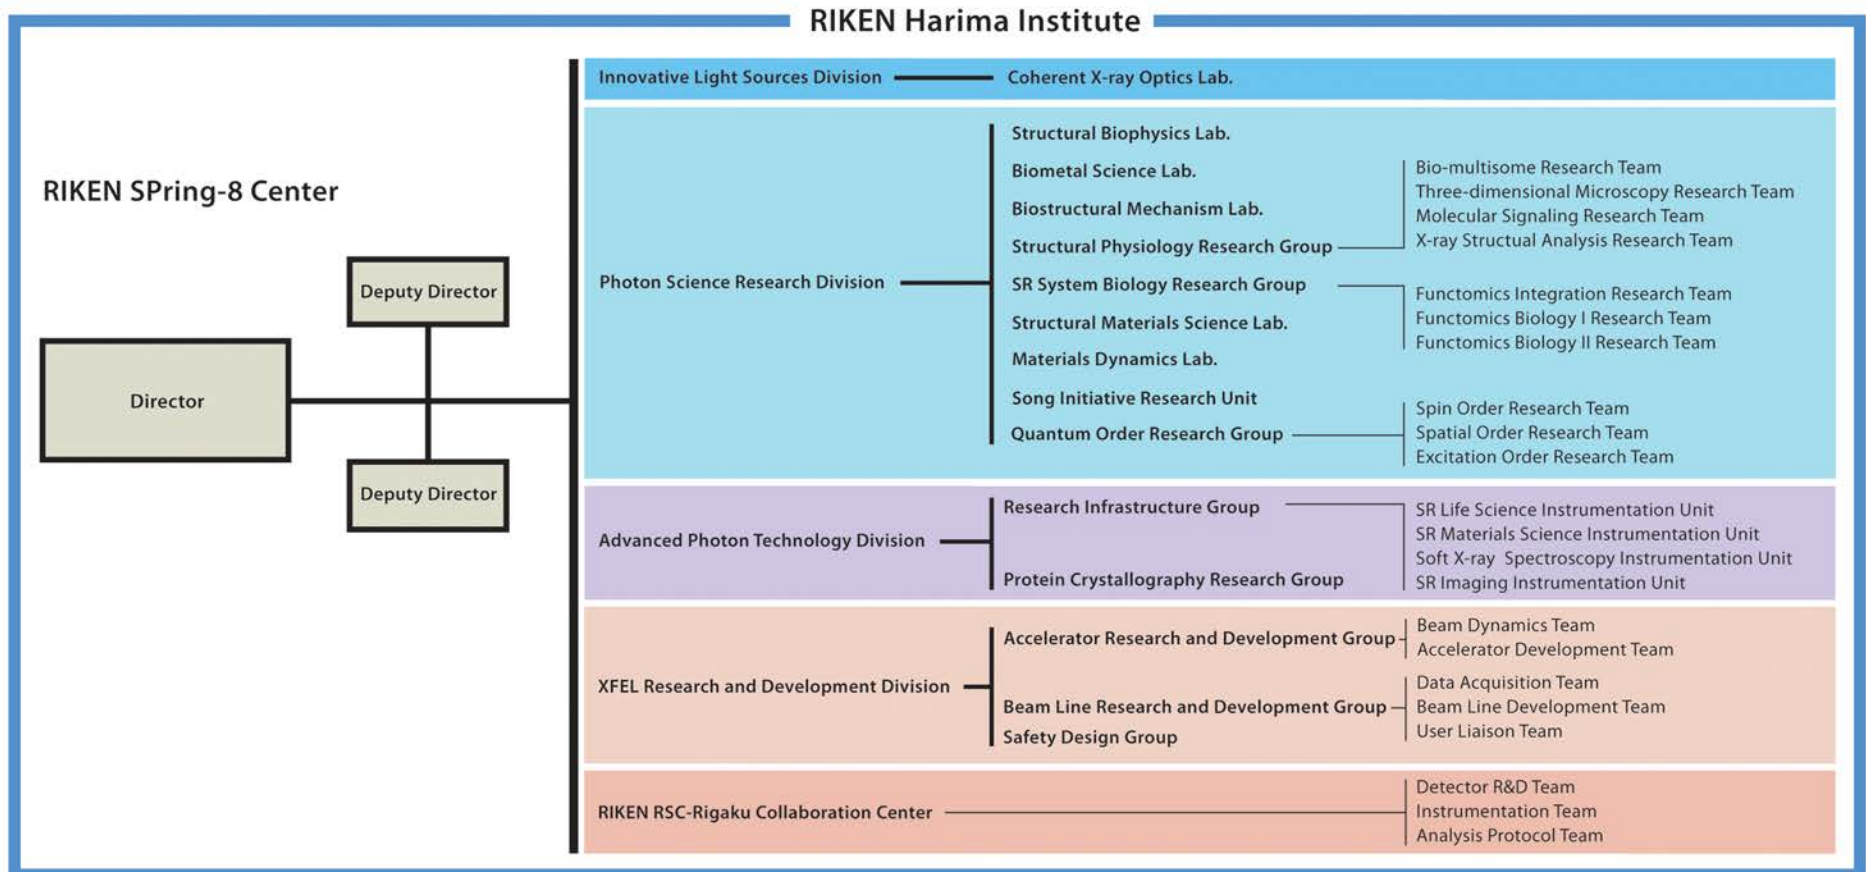 RIKEN Harima Institute
RIKEN SPring-8 Center
Director
Deputy Director
Deputy Director
Innovative Light Sources Division
Coherent X-ray Optics Lab.
Photon Science Research Division
Structural Biophysics Lab.
Biometal Science Lab.
Biostructural Mechanism Lab.
Structural Physiology Research Group
Bio-multisome Research Team
Three-dimensional Microscopy Research Team
Molecular Signaling Research Team
X-ray Structual Analysis Research Team
SR System Biology Research Group
Functomics Integration Research Team
Functomics Biology I Research Team
Functomics Biology II Research Team
Structural Materials Science Lab.
Materials Dynamics Lab.
Song Initiative Research Unit
Quantum Order Research Group
Spin Order Research Team
Spatial Order Research Team
Excitation Order Research Team
Advanced Photon Technology Division
Research Infrastructure Group
SR Life Science Instrumentation Unit
SR Materials Science Instrumentation Unit
Soft X-ray Spectroscopy Instrumentation Unit
SR Imaging Instrumentation Unit
Protein Crystallography Research Group
XFEL Research and Development Division
Accelerator Research and Development Group
Beam Dynamics Team
Accelerator Development Team
Beam Line Research and Development Group
Data Acquisition Team
Beam Line Development Team
User Liaison Team
Safety Design Group
RIKEN RSC-Rigaku Collaboration Center
Detector R&D Team
Instrumentation Team
Analysis Protocol Team